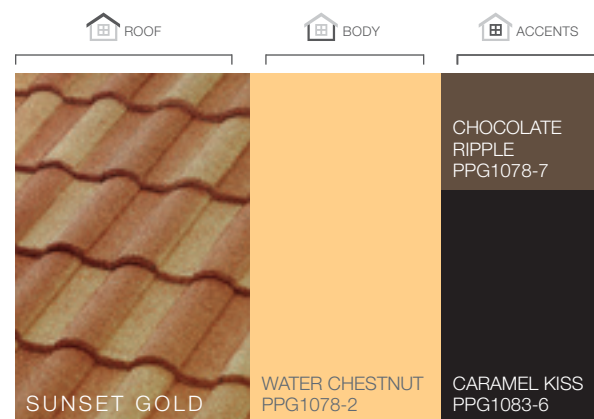 ROOF
BODY
ACCENTS
SUNSET GOLD
WATER CHESTNUT
PPG1078-2
CHOCOLATE
RIPPLE
PPG1078-7
CARAMEL KISS
PPG1083-6